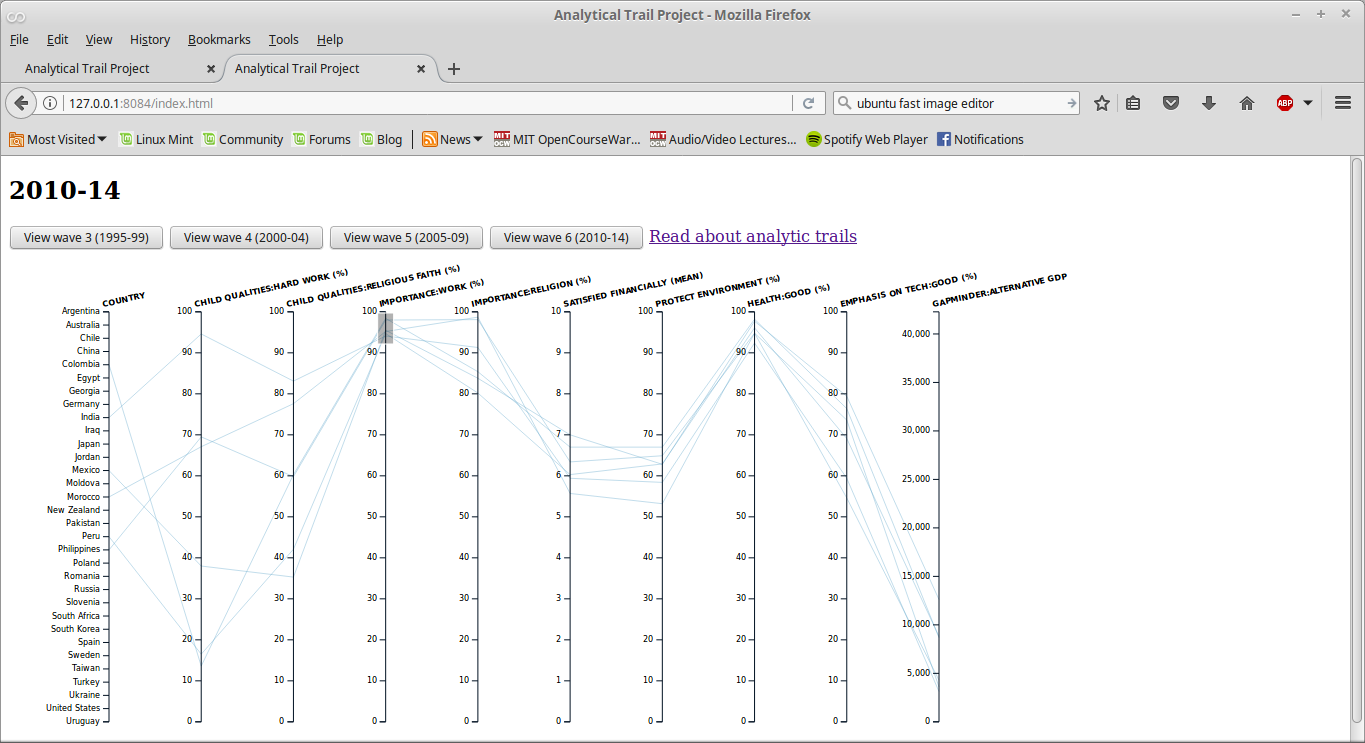 Analytical Trail Project - Mozilla Firefox
File Edit View History Bookmarks Tools Help
Analytical Trail Project Analytical Trail Project
127.0.0.1:8084/index.html ubuntu fast image editor ABP
Most Visited Linux Mint Community Forums Blog News MIT OpenCourseWar... Audio/Video Lectures... Spotify Web Player Notifications
2010-14
View wave 3 (1995-99) View wave 4 (2000-04) View wave 5 (2005-09) View wave 6 (2010-14) Read about analytic trails
COUNTRY
CHILD QUALITIES:HARD WORK (%)
CHILD QUALITIES:RELIGIOUS FAITH (%)
IMPORTANCE:WORK (%)
IMPORTANCE:RELIGION (%)
SATISFIED FINANCIALLY (MEAN)
PROTECT ENVIRONMENT (%)
HEALTH:GOOD (%)
EMPHASIS ON TECH:GOOD (%)
GAPMINDER:ALTERNATIVE GDP
Argentina
Australia
Chile
China
Colombia
Egypt
Georgia
Germany
India
Iraq
Japan
Jordan
Mexico
Moldova
Morocco
New Zealand
Pakistan
Peru
Philippines
Poland
Romania
Russia
Slovenia
South Africa
South Korea
Spain
Sweden
Taiwan
Turkey
Ukraine
United States
Uruguay
100
90
80
70
60
50
40
30
20
10
0
100
90
80
70
60
50
40
30
20
10
0
100
90
80
70
60
50
40
30
20
10
0
100
90
80
70
60
50
40
30
20
10
0
10
9
8
7
6
5
4
3
2
1
0
100
90
80
70
60
50
40
30
20
10
0
100
90
80
70
60
50
40
30
20
10
0
100
90
80
70
60
50
40
30
20
10
0
40,000
35,000
30,000
25,000
20,000
15,000
10,000
5,000
0